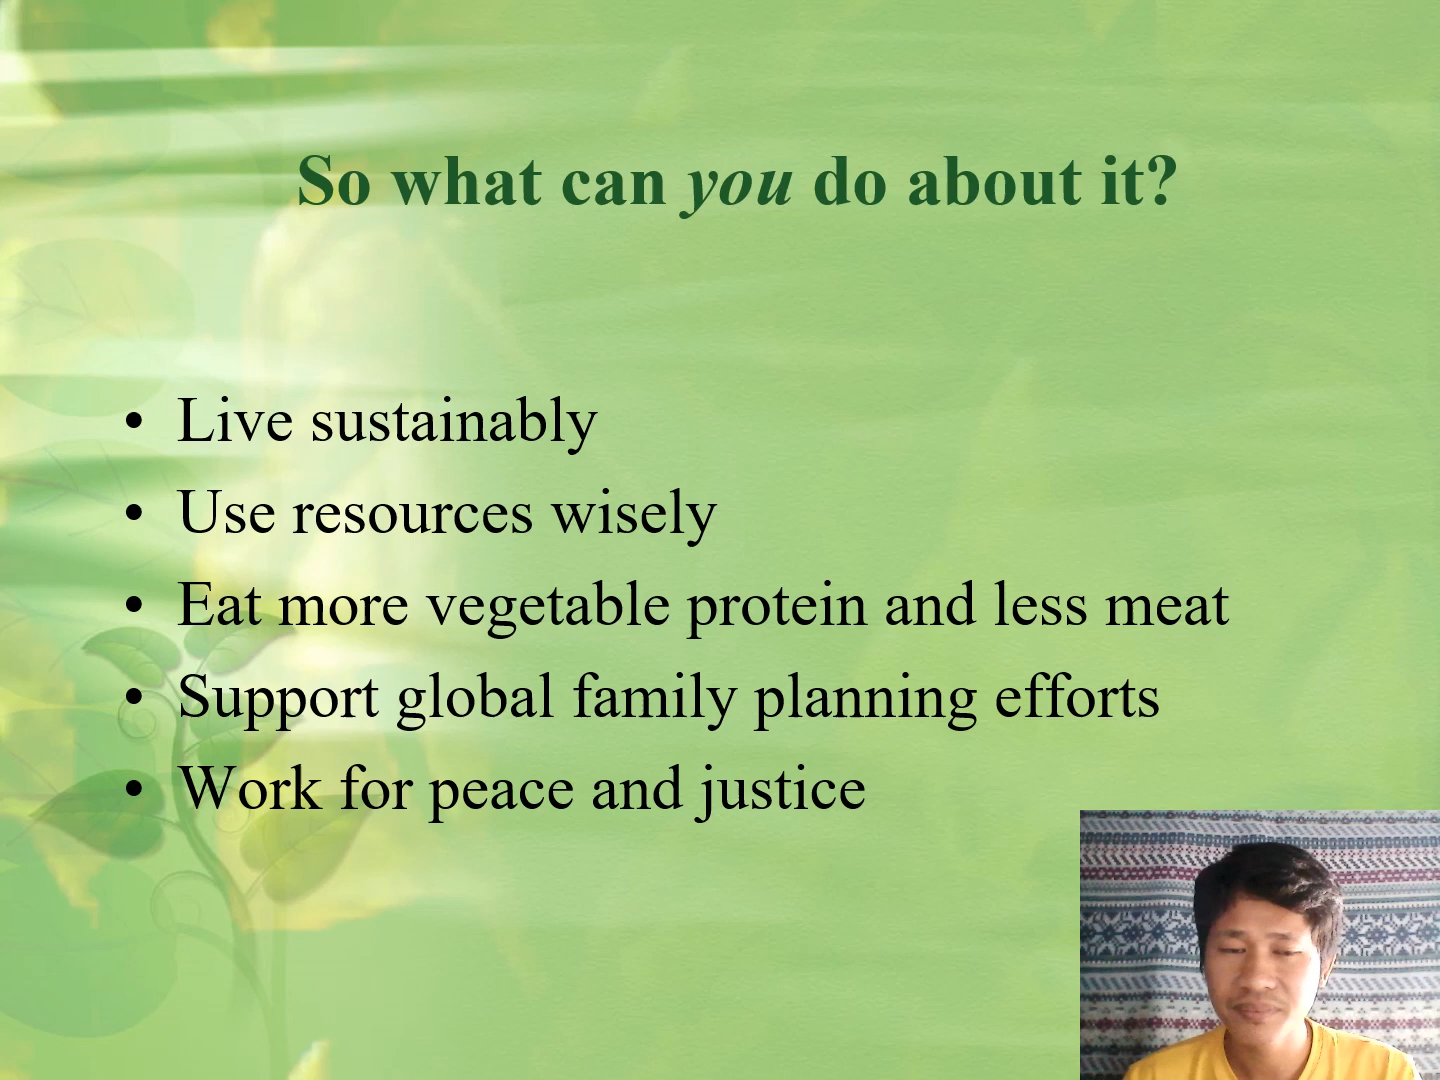 So what can you do about it?
• Live sustainably
• Use resources wisely
• Eat more vegetable protein and less meat
• Support global family planning efforts
• Work for peace and justice